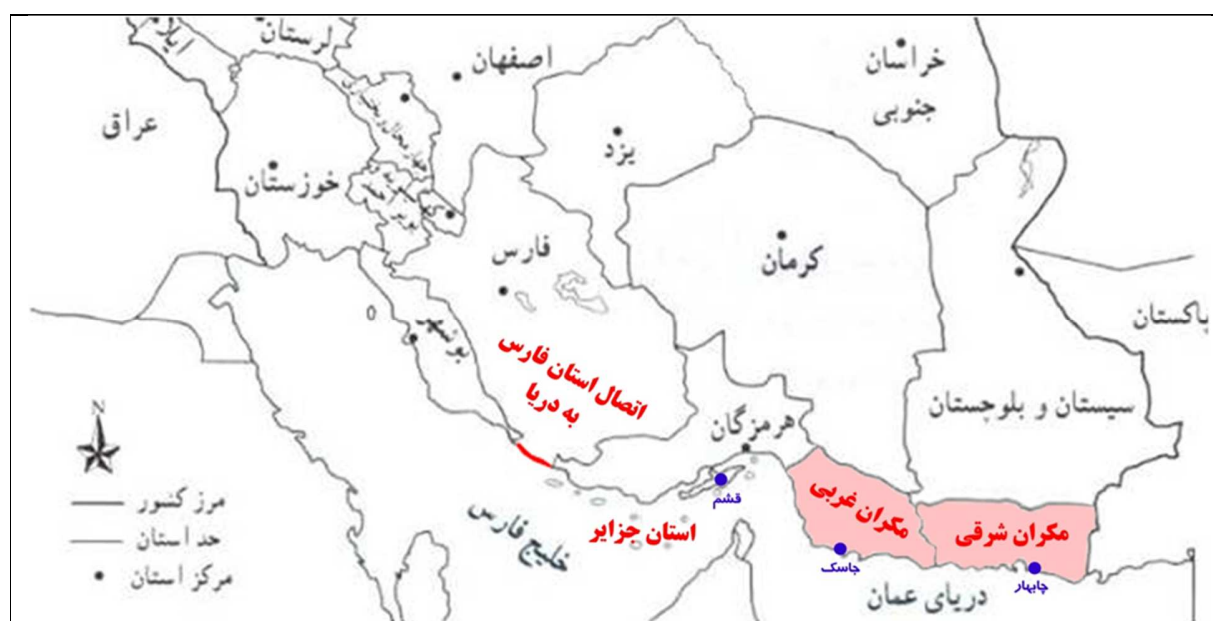 ایلام
لرستان
اصفهان
خراسان
جنوبی
عراق
یزد
خوزستان
فارس
کرمان
پاکستان
بوشهر
اتصال استان فارس
به دریا
سیستان و بلوچستان
هرمزگان
N
قشم
مکران غربی
مکران شرقی
مرز کشور
حد استان
مرکز استان
خلیج فارس
استان جزایر
جاسک
چابهار
دریای عمان